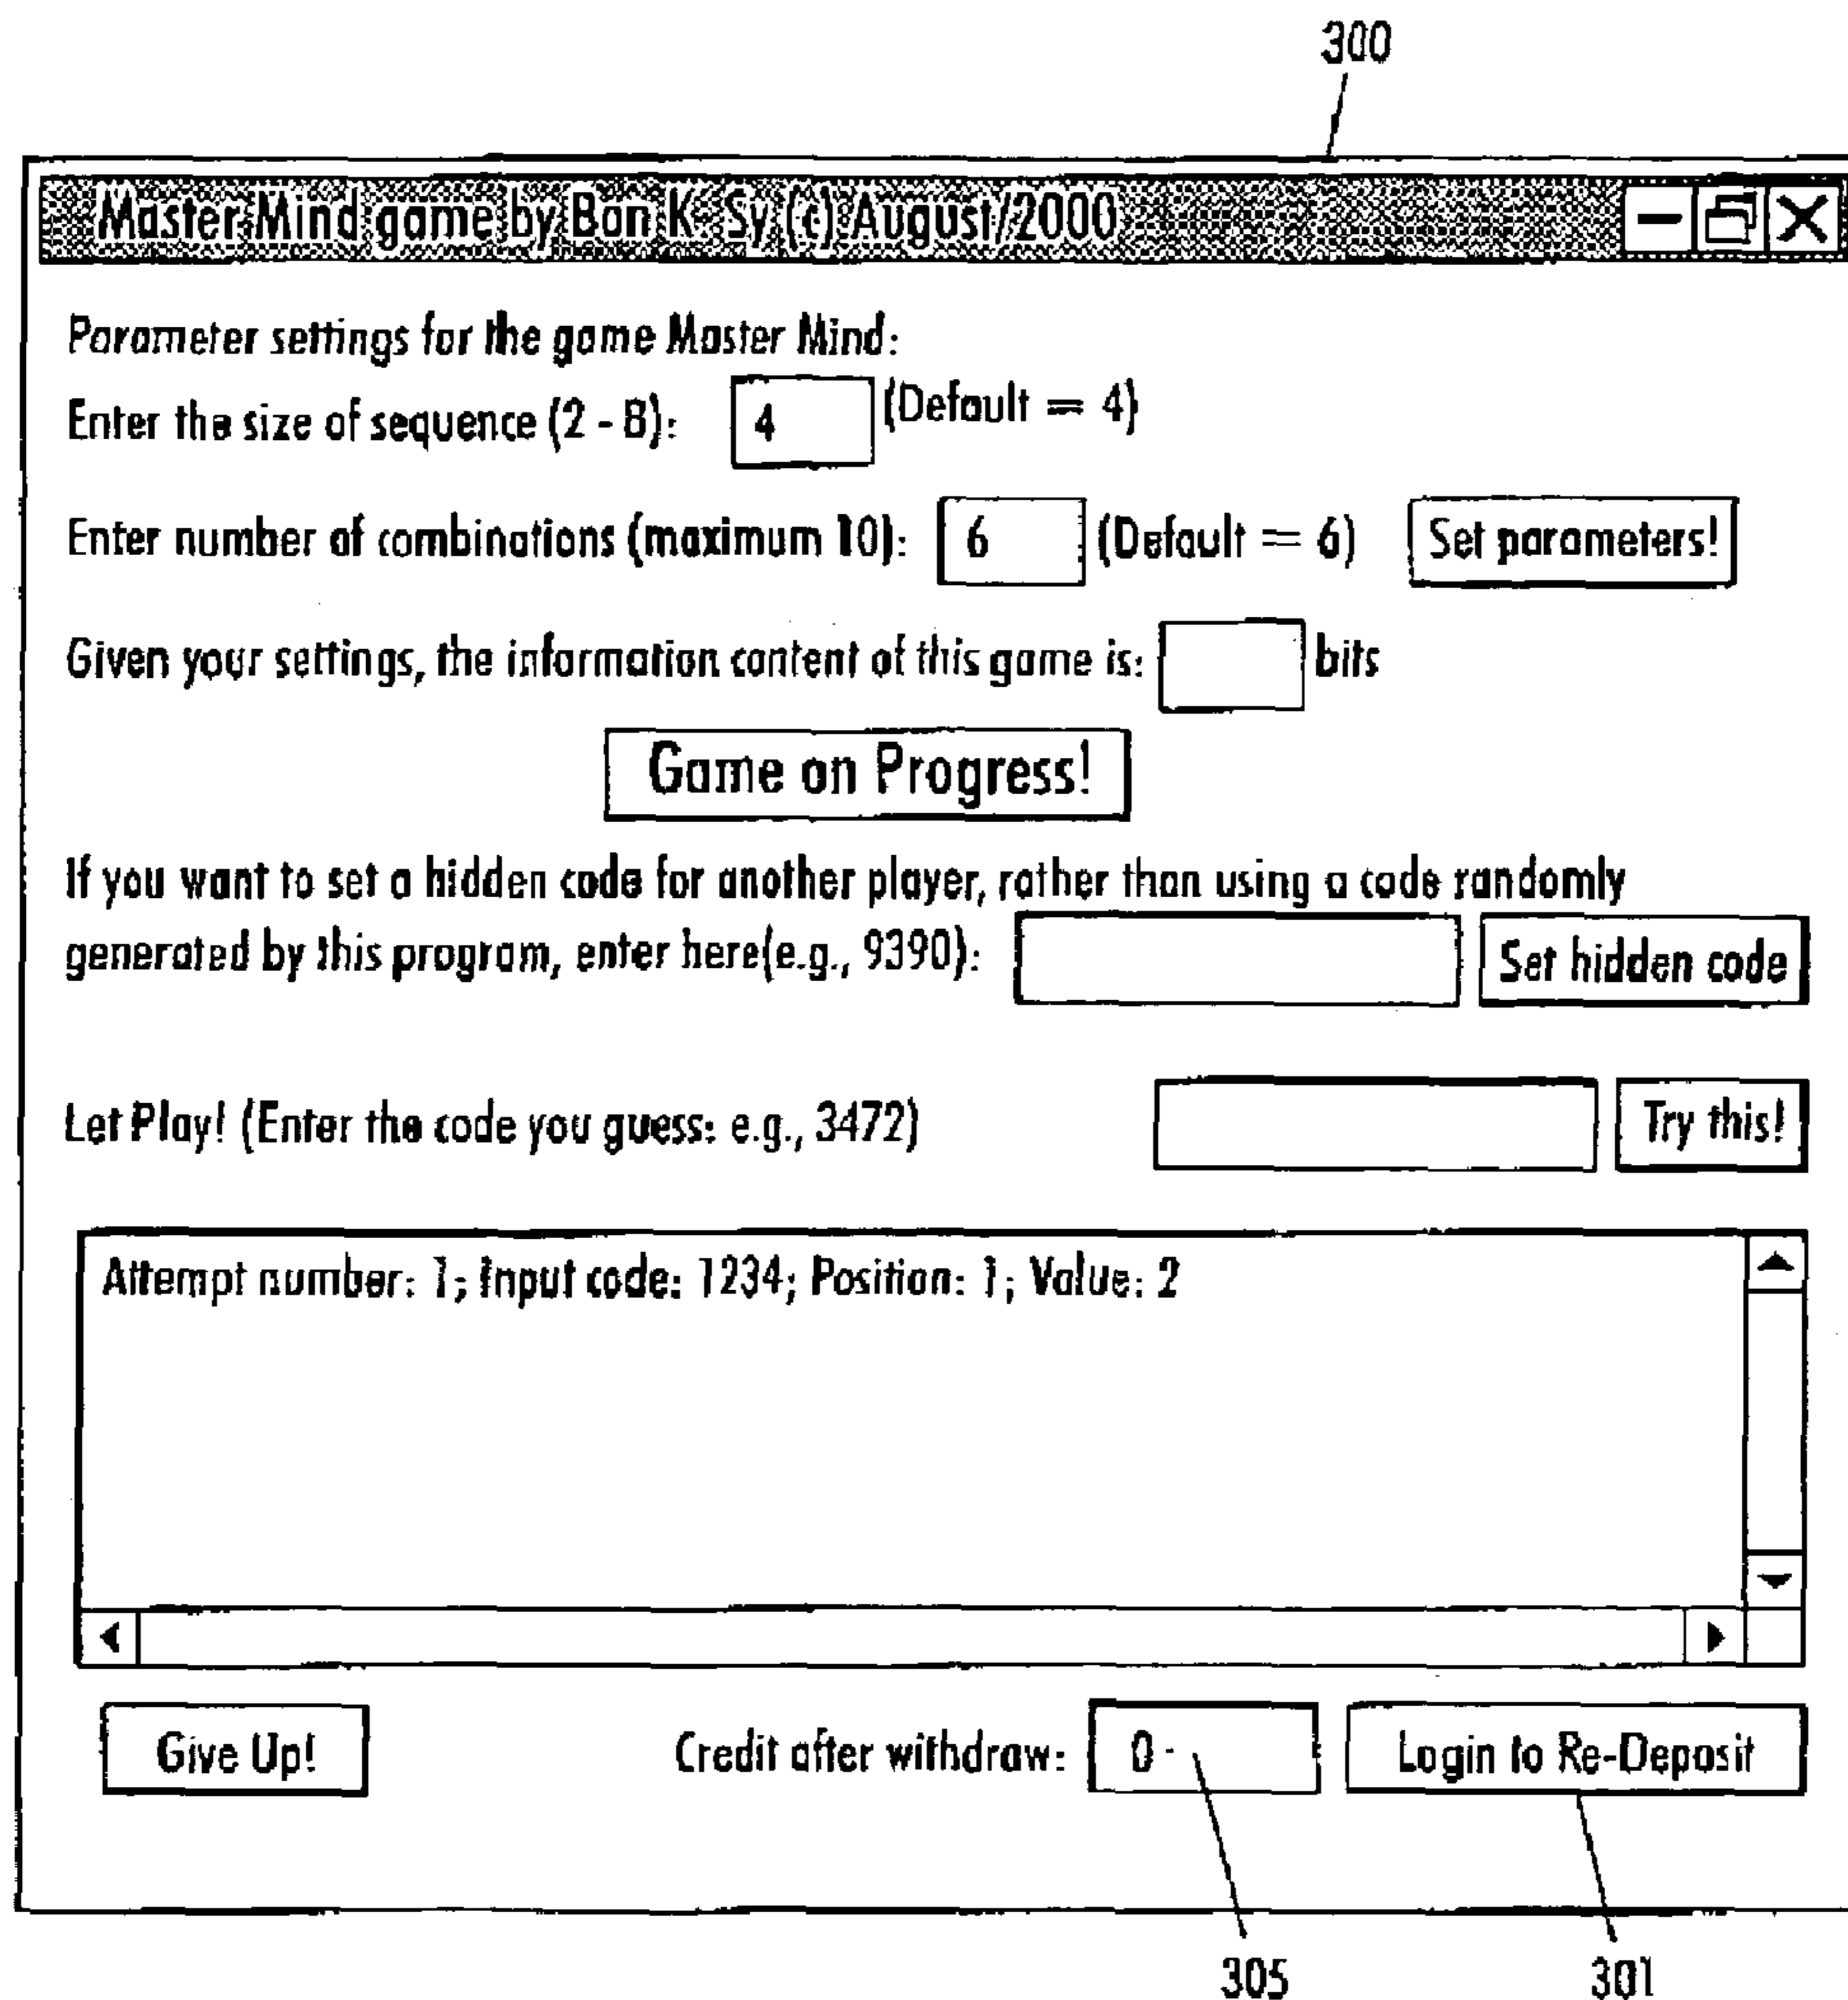 300
Master Mind game by Bon K. Sy (c) August/2000
Parameter settings for the game Master Mind:
Enter the size of sequence (2 - 8): 4 (Default = 4)
Enter number of combinations (maximum 10): 6 (Default = 6) Set parameters!
Given your settings, the information content of this game is: bits
Game on Progress!
If you want to set a hidden code for another player, rather than using a code randomly
generated by this program, enter here(e.g., 9390): Set hidden code
Let Play! (Enter the code you guess: e.g., 3472) Try this!
Attempt number: 1; Input code: 1234; Position: 1; Value: 2
Give Up! Credit after withdraw: 0 - Login to Re-Deposit
305 301